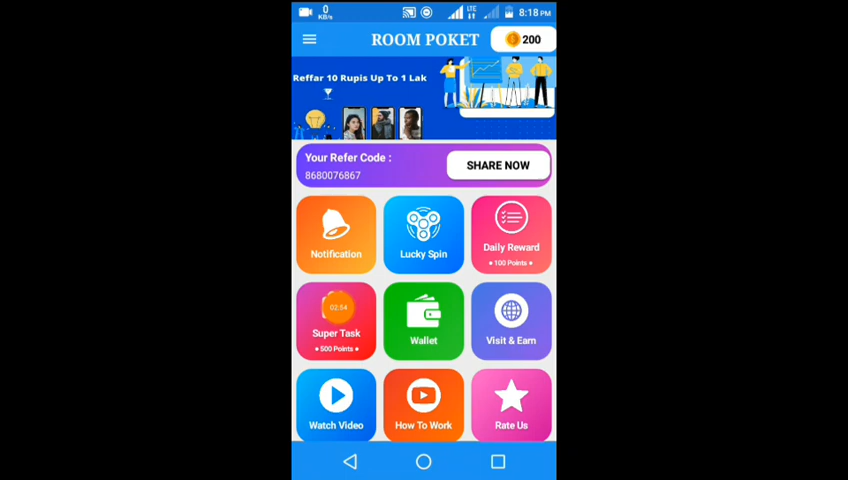 0
KB/s
LTE
8:18 PM
ROOM POKET
200
Reffar 10 Rupis Up To 1 Lak
Your Refer Code :
8680076867
SHARE NOW
Notification
Lucky Spin
Daily Reward
• 100 Points •
02:54
Super Task
• 500 Points •
Wallet
Visit & Earn
Watch Video
How To Work
Rate Us